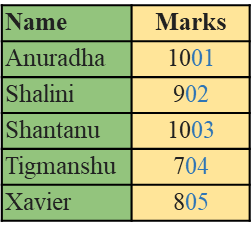 Name Marks
Anuradha 1001
Shalini 902
Shantanu 1003
Tigmanshu 704
Xavier 805